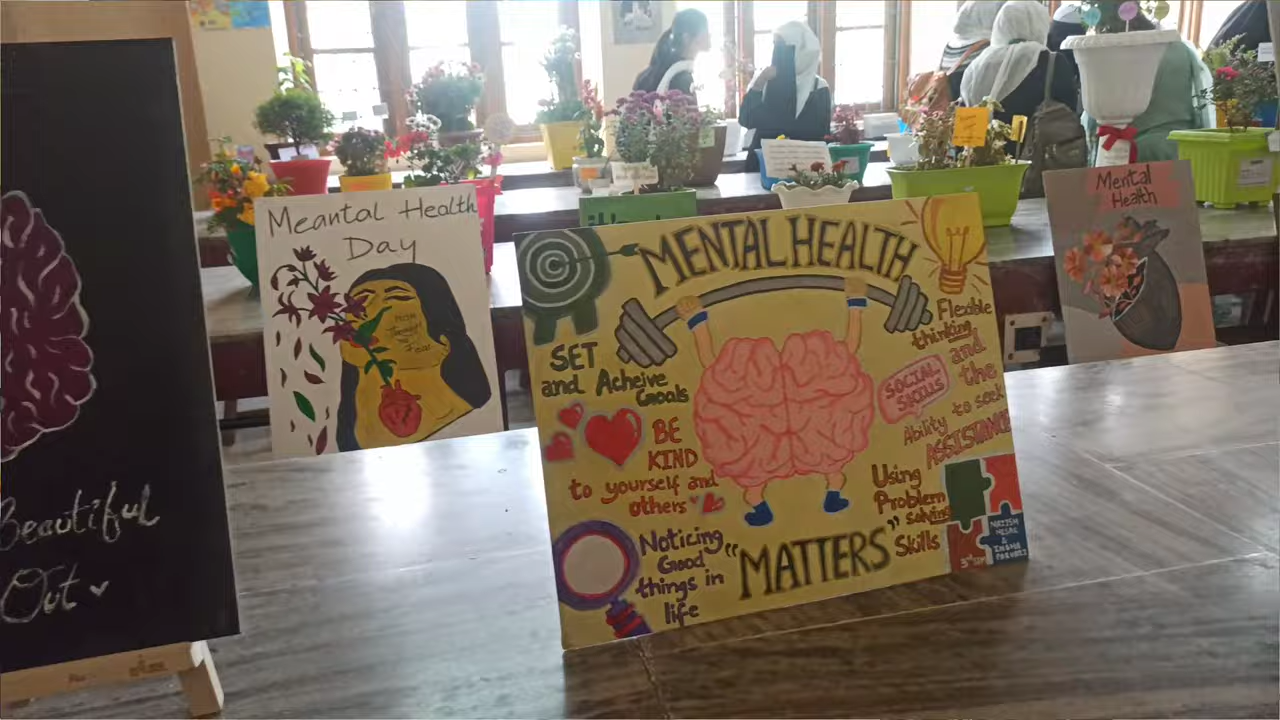 Beautiful
Out
Meantal Health
Day
MENTAL HEALTH
SET
and Acheive
Goals
BE
KIND
to yourself and
others
Noticing
Good
things in
life
"MATTERS"
Flexible
thinking
and
the
Ability to seek
ASSISTANCE
SOCIAL
SKILLS
Using
Problem
solving
Skills
3rd SEM
Mental
Health